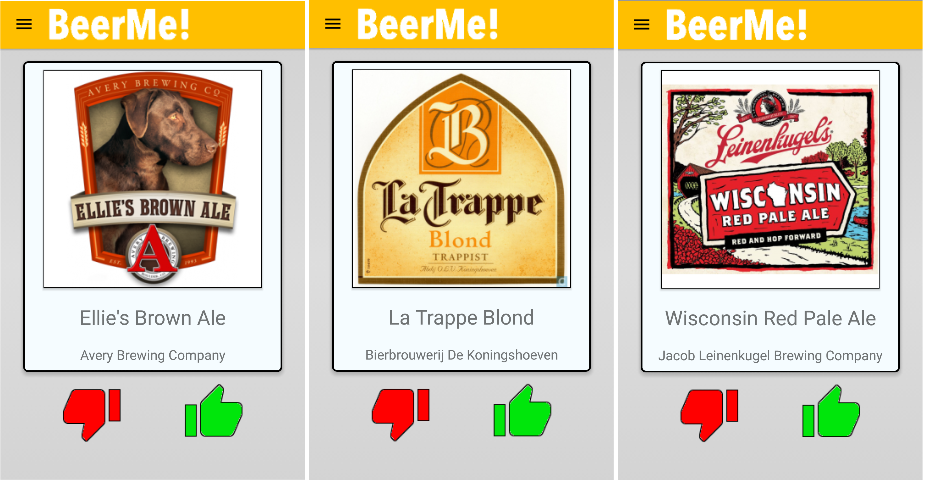 BeerMe!
AVERY BREWING CO
ELLIE'S BROWN ALE
A
EST. 1993
Ellie's Brown Ale
Avery Brewing Company
BeerMe!
B
La Trappe
Blond
TRAPPIST
La Trappe Blond
Bierbrouwerij De Koningshoeven
BeerMe!
Leinenkugel's
WISCONSIN
RED PALE ALE
RED AND HOP FORWARD
Wisconsin Red Pale Ale
Jacob Leinenkugel Brewing Company